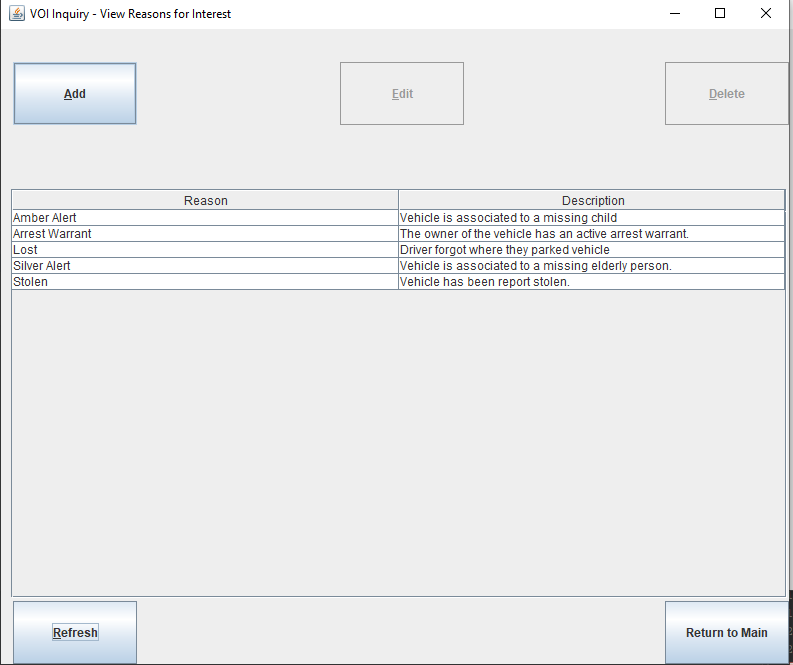 VOI Inquiry - View Reasons for Interest
Add Edit Delete
Reason Description
Amber Alert Vehicle is associated to a missing child
Arrest Warrant The owner of the vehicle has an active arrest warrant.
Lost Driver forgot where they parked vehicle
Silver Alert Vehicle is associated to a missing elderly person.
Stolen Vehicle has been report stolen.
Refresh Return to Main